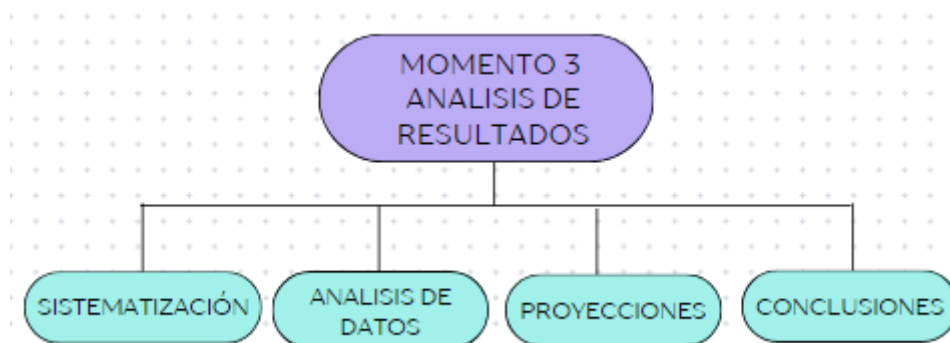 MOMENTO 3
ANALISIS DE
RESULTADOS
SISTEMATIZACIÓN
ANALISIS DE
DATOS
PROYECCIONES
CONCLUSIONES